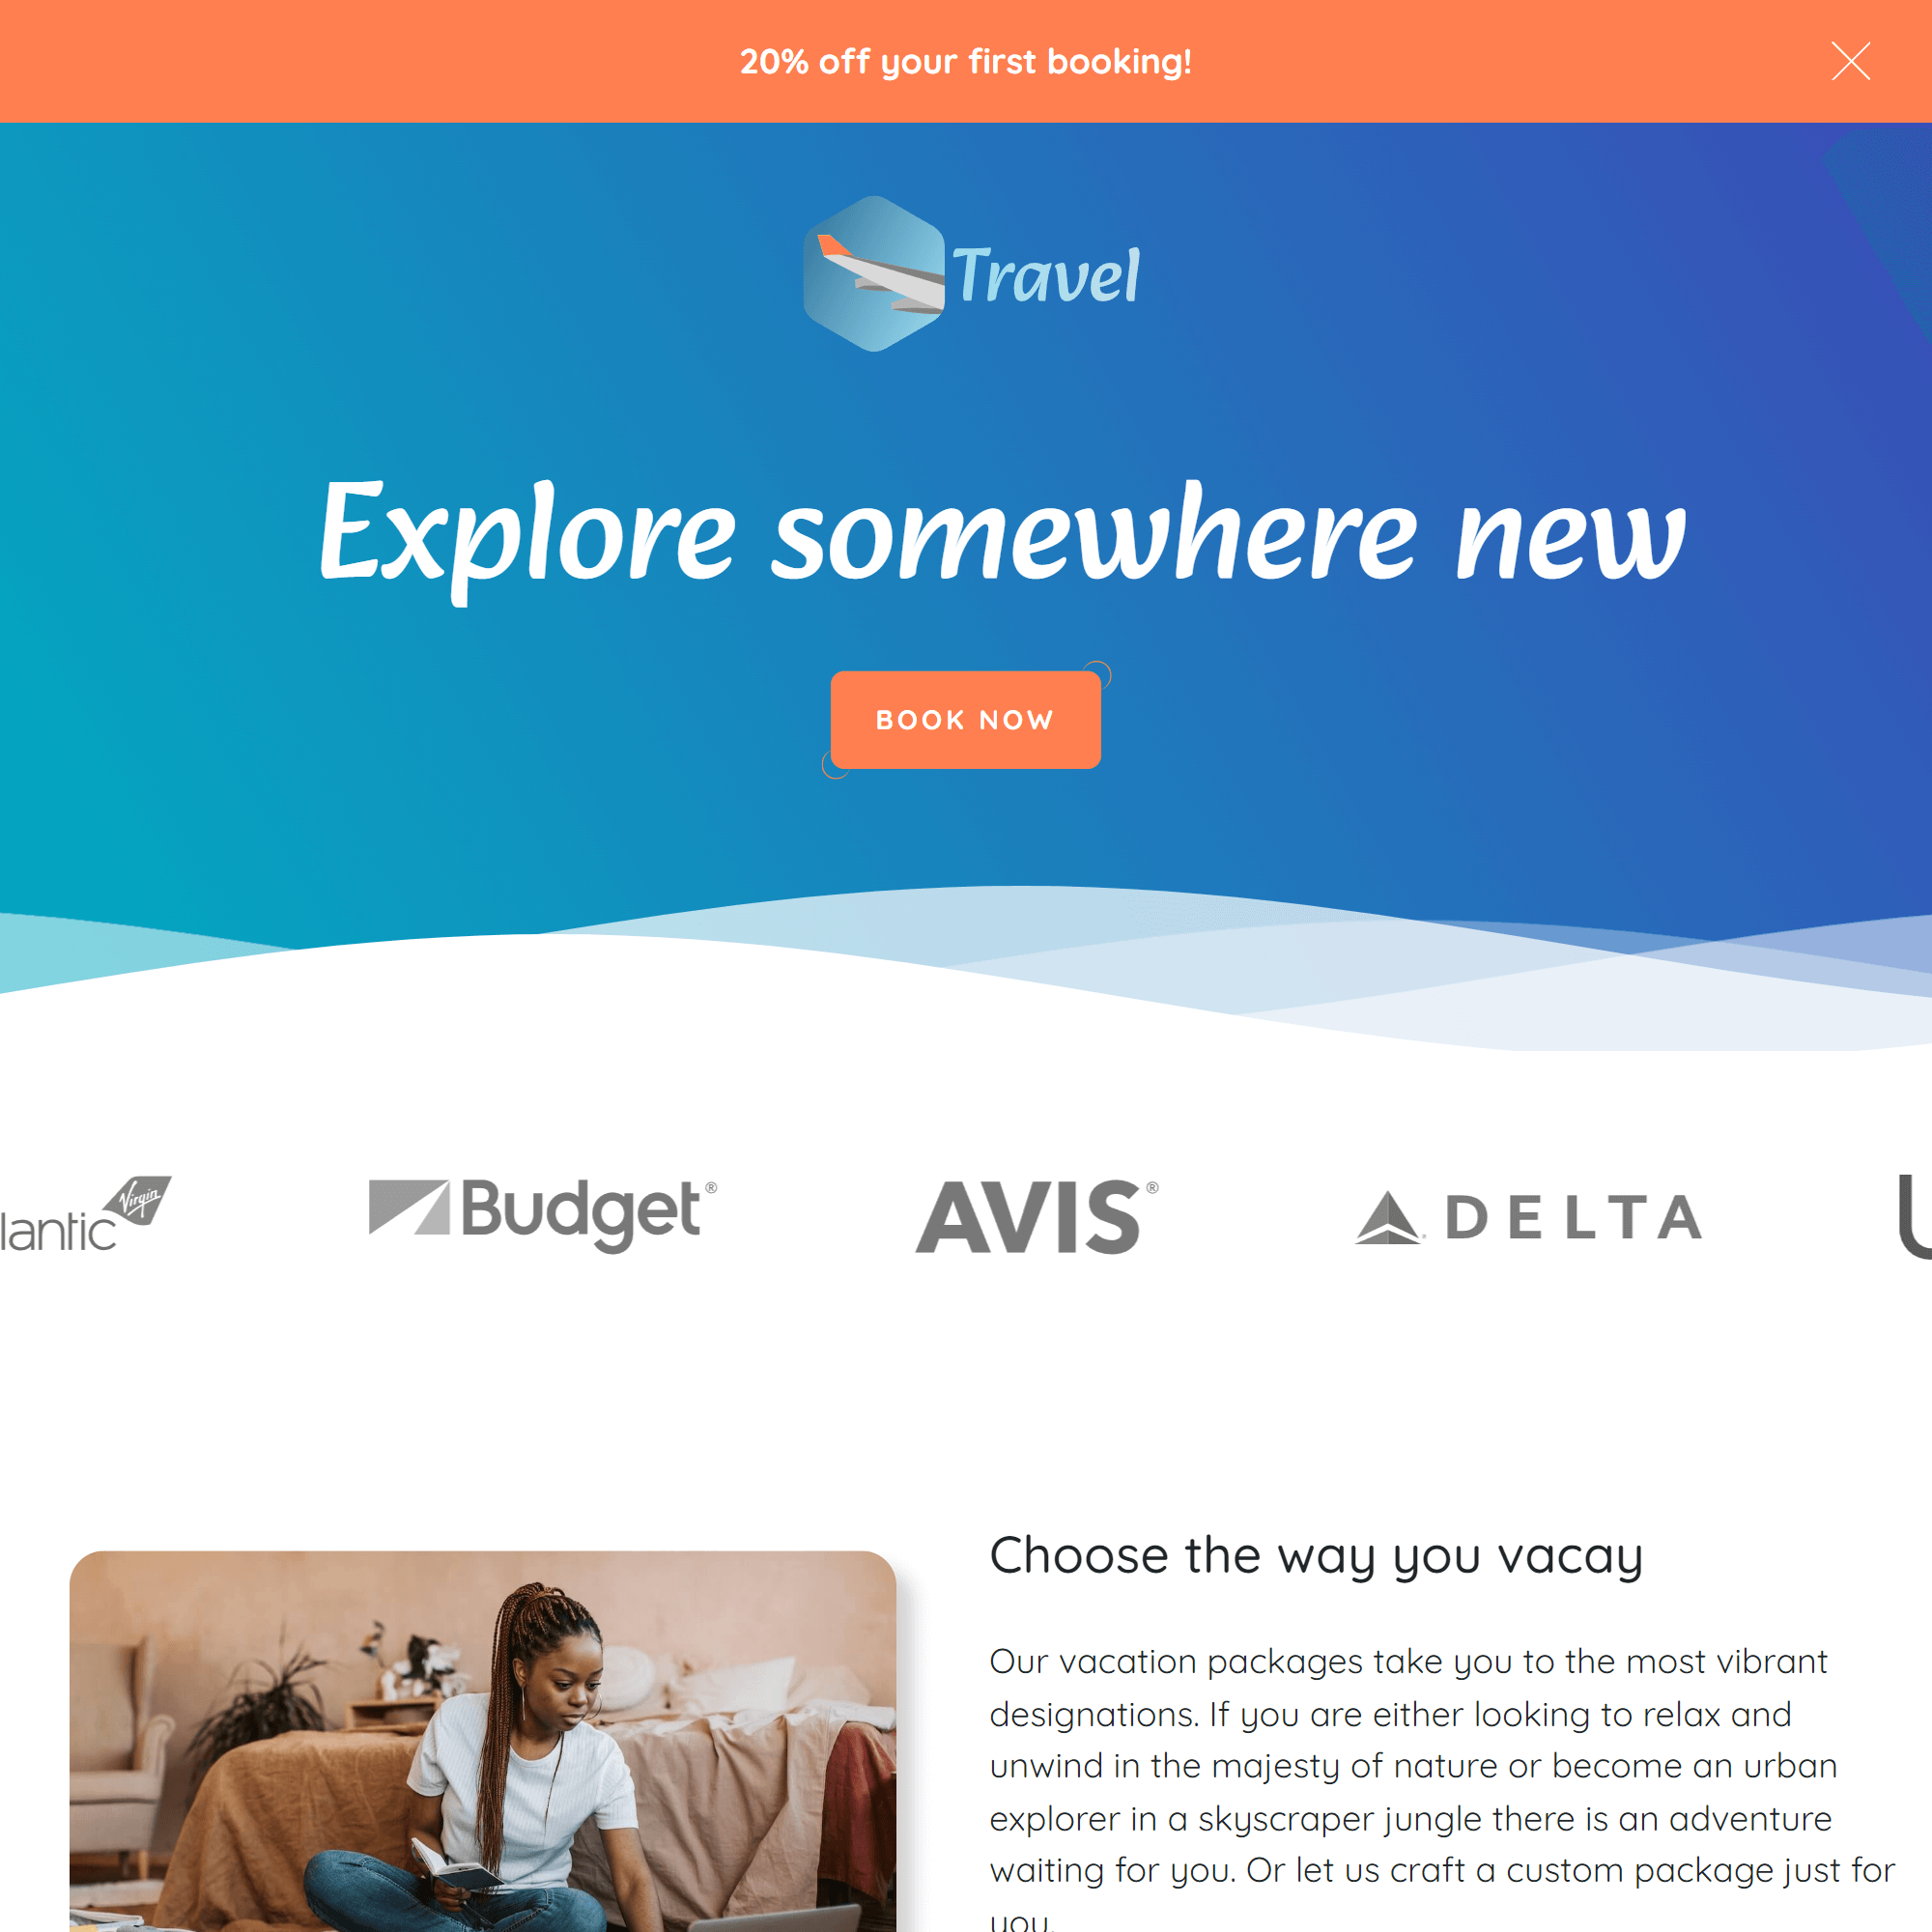 20% off your first booking!
Travel
Explore somewhere new
BOOK NOW
lantic
Virgin
Budget®
AVIS®
DELTA
Choose the way you vacay
Our vacation packages take you to the most vibrant
designations. If you are either looking to relax and
unwind in the majesty of nature or become an urban
explorer in a skyscraper jungle there is an adventure
waiting for you. Or let us craft a custom package just for
you.